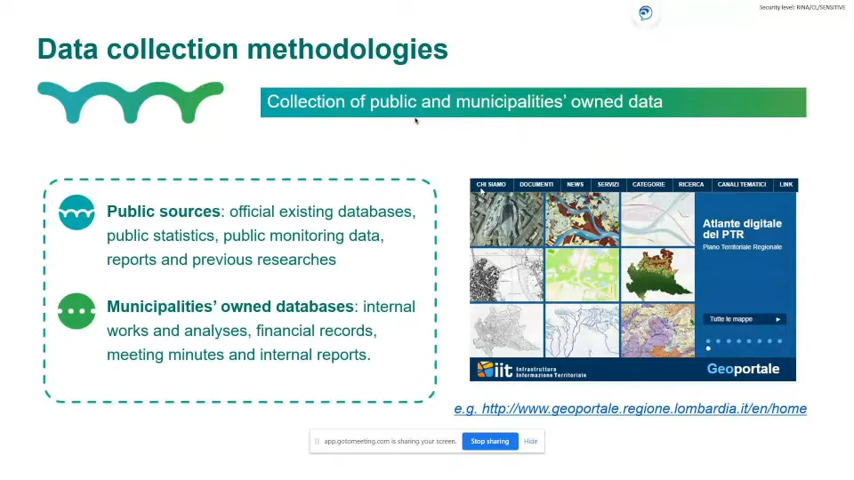 Security level: RINA/CL/SENSITIVE
Data collection methodologies
Collection of public and municipalities’ owned data
Public sources: official existing databases,
public statistics, public monitoring data,
reports and previous researches
Municipalities’ owned databases: internal
works and analyses, financial records,
meeting minutes and internal reports.
CHI SIAMO DOCUMENTI NEWS SERVIZI CATEGORIE RICERCA CANALI TEMATICI LINK
Atlante digitale
del PTR
Piano Territoriale Regionale
Tutte le mappe
iit Infrastruttura
Informazione Territoriale
Geoportale
e.g. http://www.geoportale.regione.lombardia.it/en/home
app.gotomeeting.com is sharing your screen. Stop sharing Hide